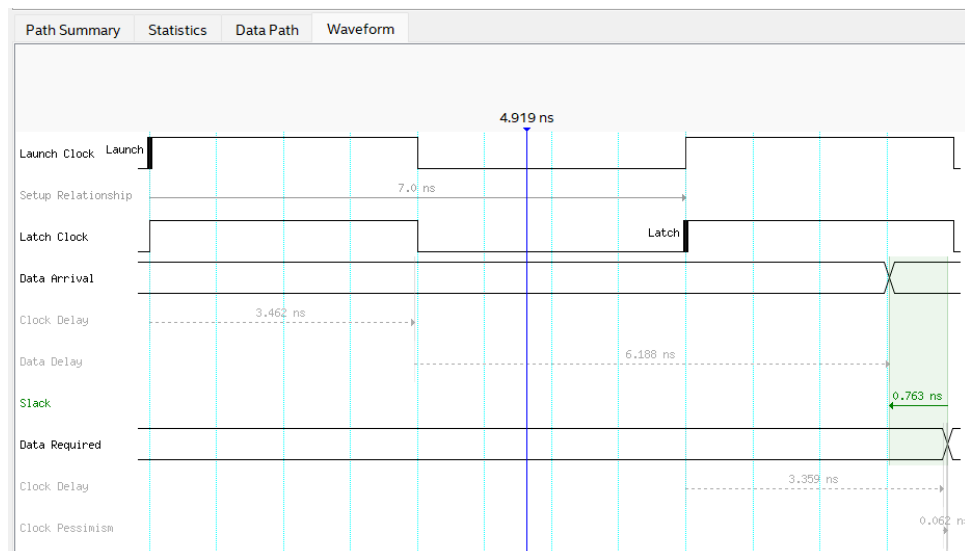 Path Summary Statistics Data Path Waveform
4.919 ns
Launch Clock Launch
Setup Relationship 7.0 ns
Latch Clock Latch
Data Arrival
Clock Delay 3.462 ns
Data Delay 6.188 ns
Slack 0.763 ns
Data Required
Clock Delay 3.359 ns
Clock Pessimism 0.062 n